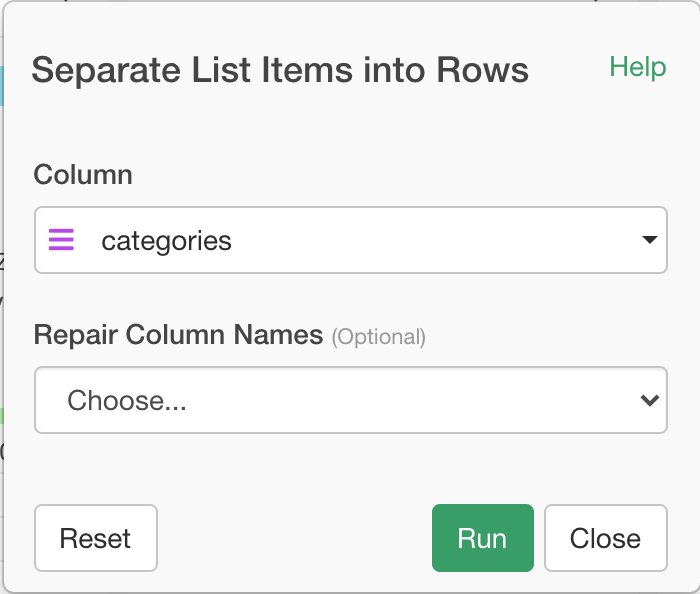 Separate List Items into Rows
Help
Column
categories
Repair Column Names (Optional)
Choose...
Reset
Run
Close